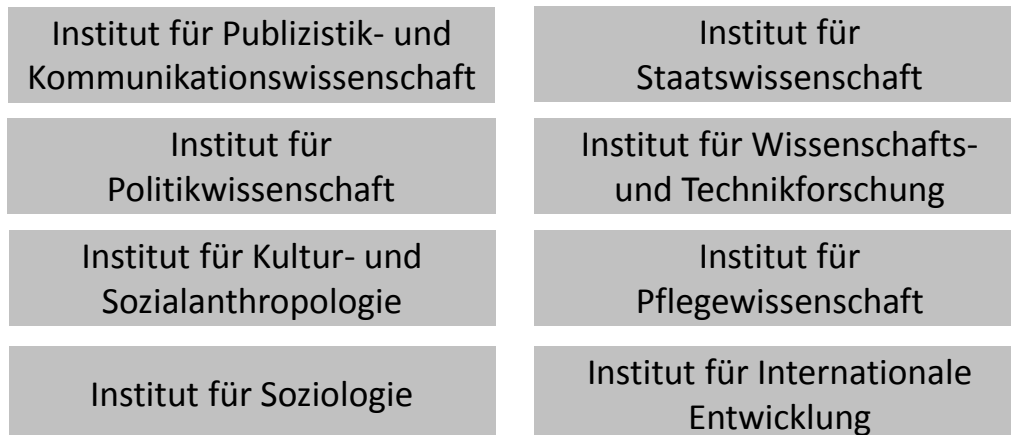 Institut für Publizistik- und
Kommunikationswissenschaft
Institut für
Staatswissenschaft
Institut für
Politikwissenschaft
Institut für Wissenschafts-
und Technikforschung
Institut für Kultur- und
Sozialanthropologie
Institut für
Pflegewissenschaft
Institut für Soziologie
Institut für Internationale
Entwicklung